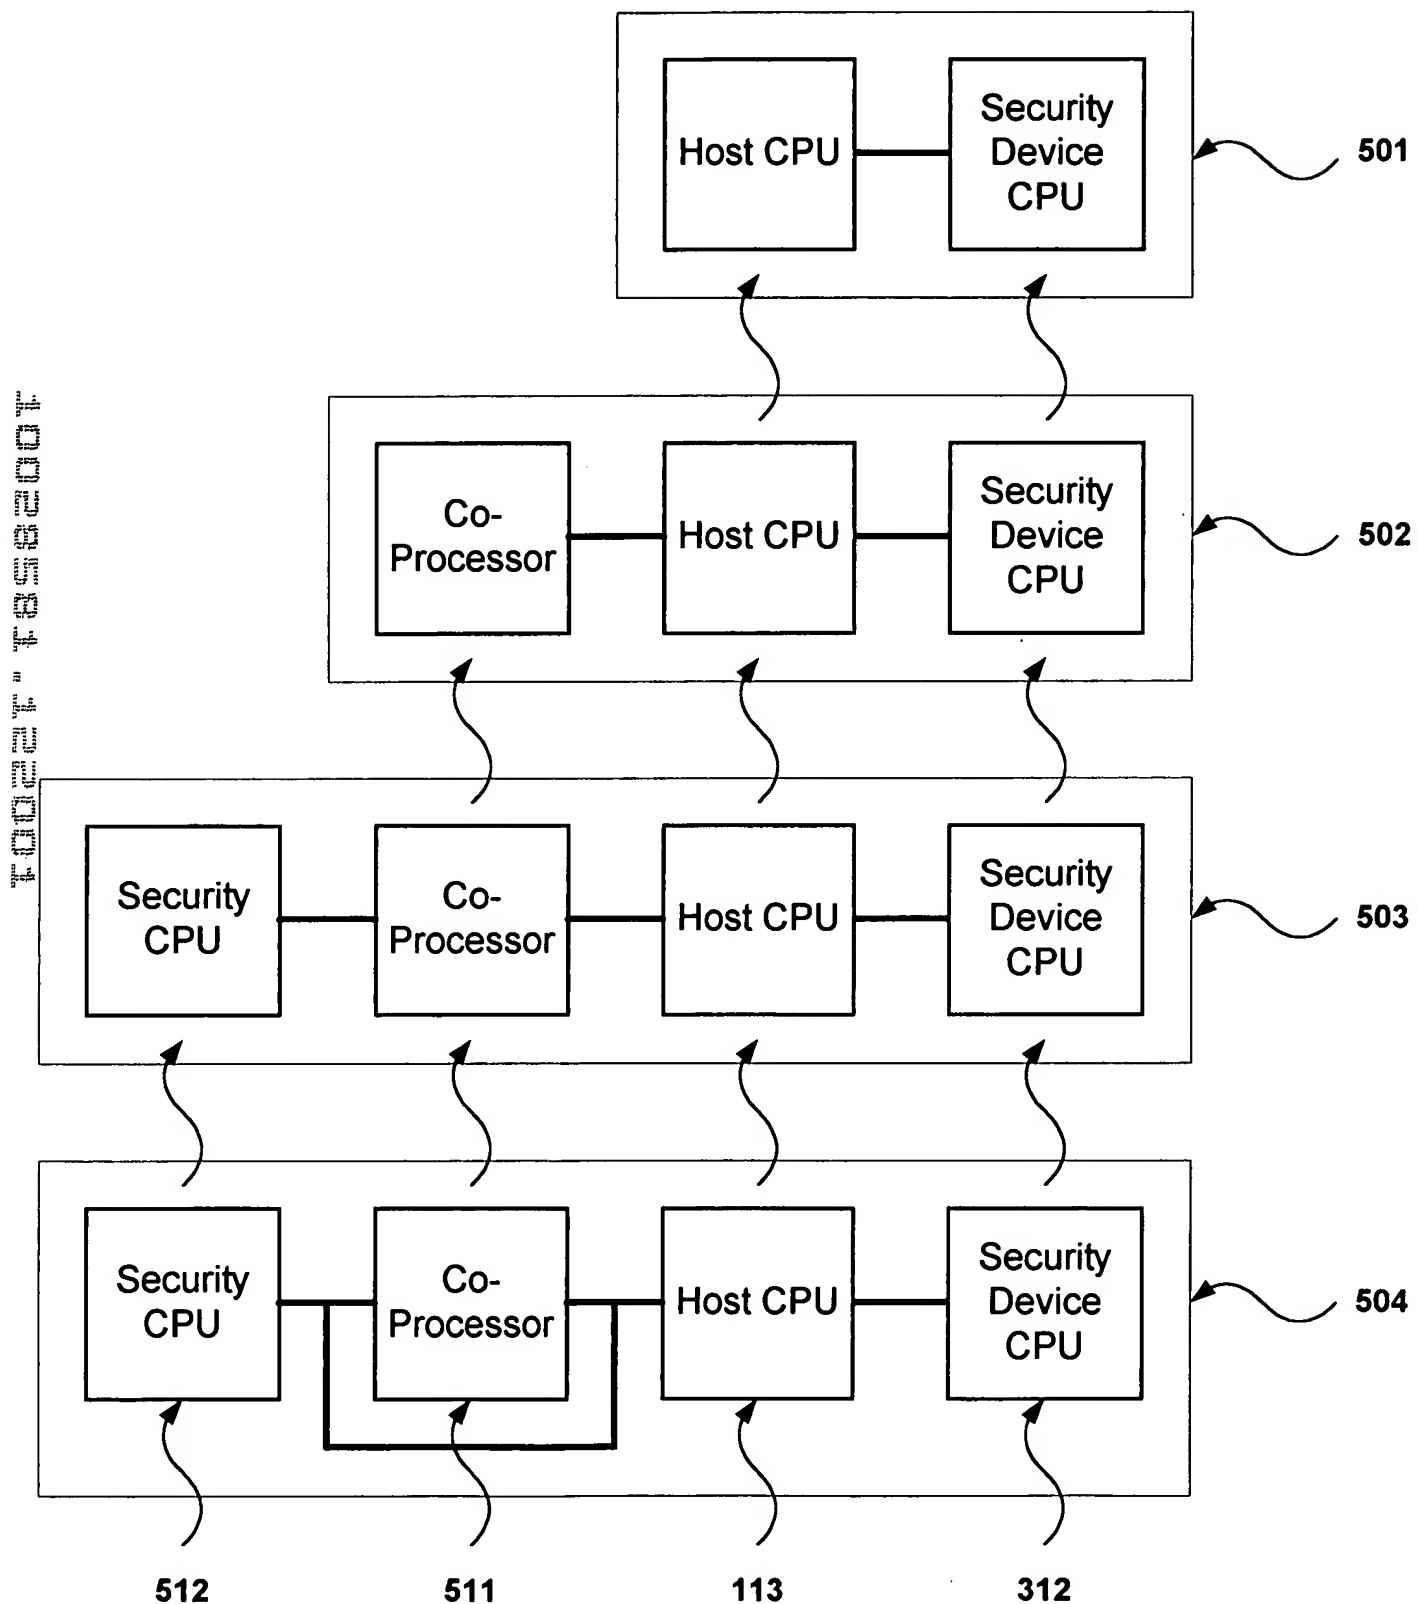 Host CPU
Security
Device
CPU
501
Co-
Processor
Host CPU
Security
Device
CPU
502
10028581.122001
Security
CPU
Co-
Processor
Host CPU
Security
Device
CPU
503
Security
CPU
Co-
Processor
Host CPU
Security
Device
CPU
504
512
511
113
312